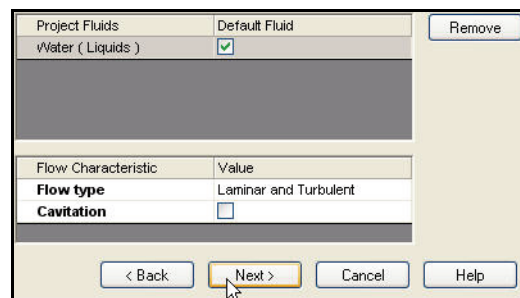 Project Fluids Default Fluid Remove
Water ( Liquids )
Flow Characteristic Value
Flow type Laminar and Turbulent
Cavitation
< Back Next > Cancel Help